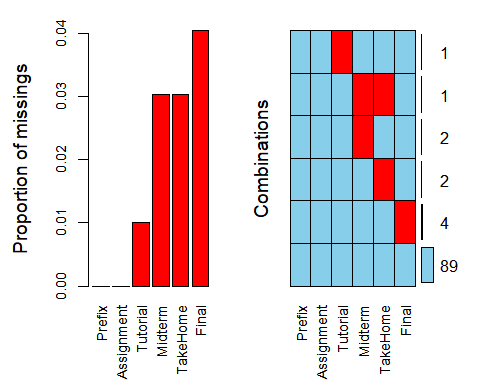 Proportion of missings
0.04
0.03
0.02
0.01
0.00
Prefix
Assignment
Tutorial
Midterm
TakeHome
Final
Combinations
1
1
2
2
4
89
Prefix
Assignment
Tutorial
Midterm
TakeHome
Final